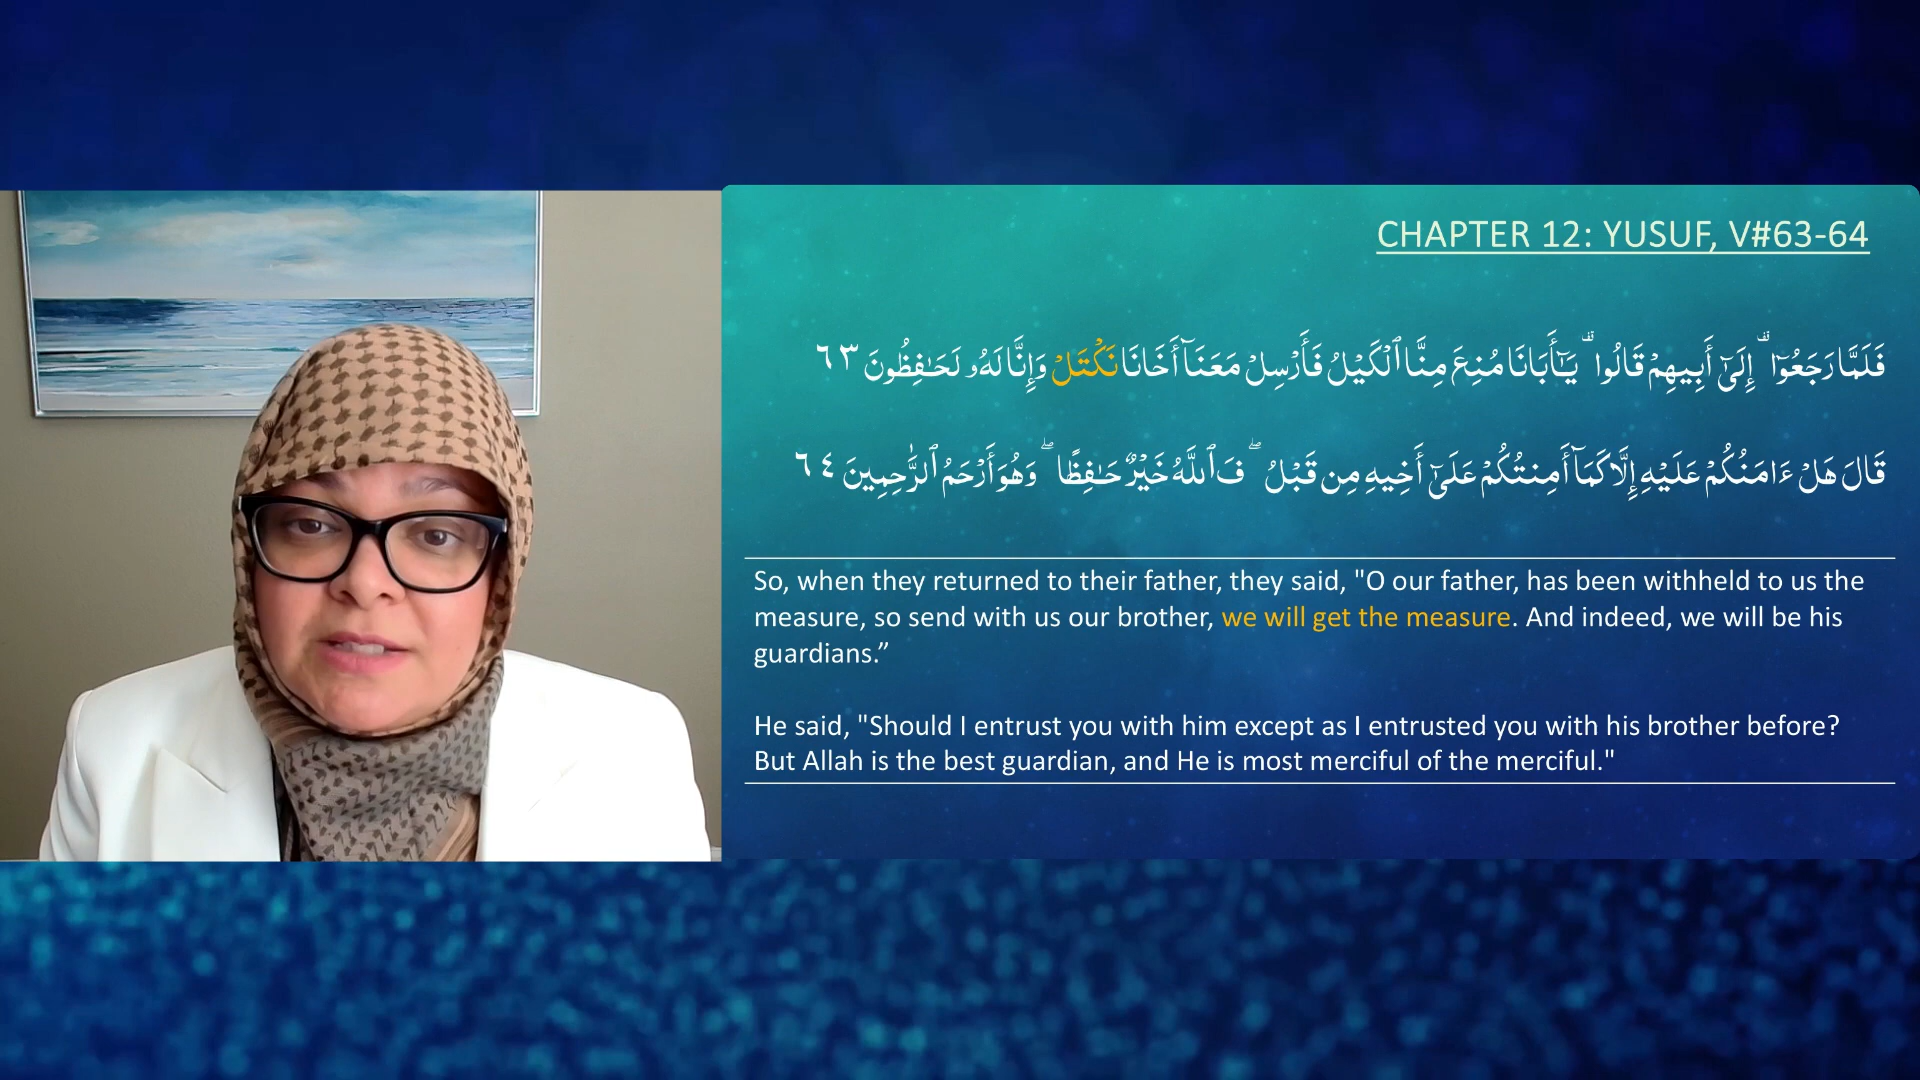 CHAPTER 12: YUSUF, V#63-64
فَلَمَّا رَجَعُوٓا۟ إِلَىٰٓ أَبِيهِمْ قَالُوا۟ يَـٰٓأَبَانَا مُنِعَ مِنَّا ٱلْكَيْلُ فَأَرْسِلْ مَعَنَآ أَخَانَا نَكْتَلْ وَإِنَّا لَهُۥ لَحَـٰفِظُونَ ٦٣
قَالَ هَلْ ءَامَنُكُمْ عَلَيْهِ إِلَّا كَمَآ أَمِنتُكُمْ عَلَىٰٓ أَخِيهِ مِن قَبْلُ ۖ فَٱللَّهُ خَيْرٌ حَـٰفِظًا ۖ وَهُوَ أَرْحَمُ ٱلرَّٰحِمِينَ ٦٤
So, when they returned to their father, they said, "O our father, has been withheld to us the
measure, so send with us our brother, we will get the measure. And indeed, we will be his
guardians.”
He said, "Should I entrust you with him except as I entrusted you with his brother before?
But Allah is the best guardian, and He is most merciful of the merciful."